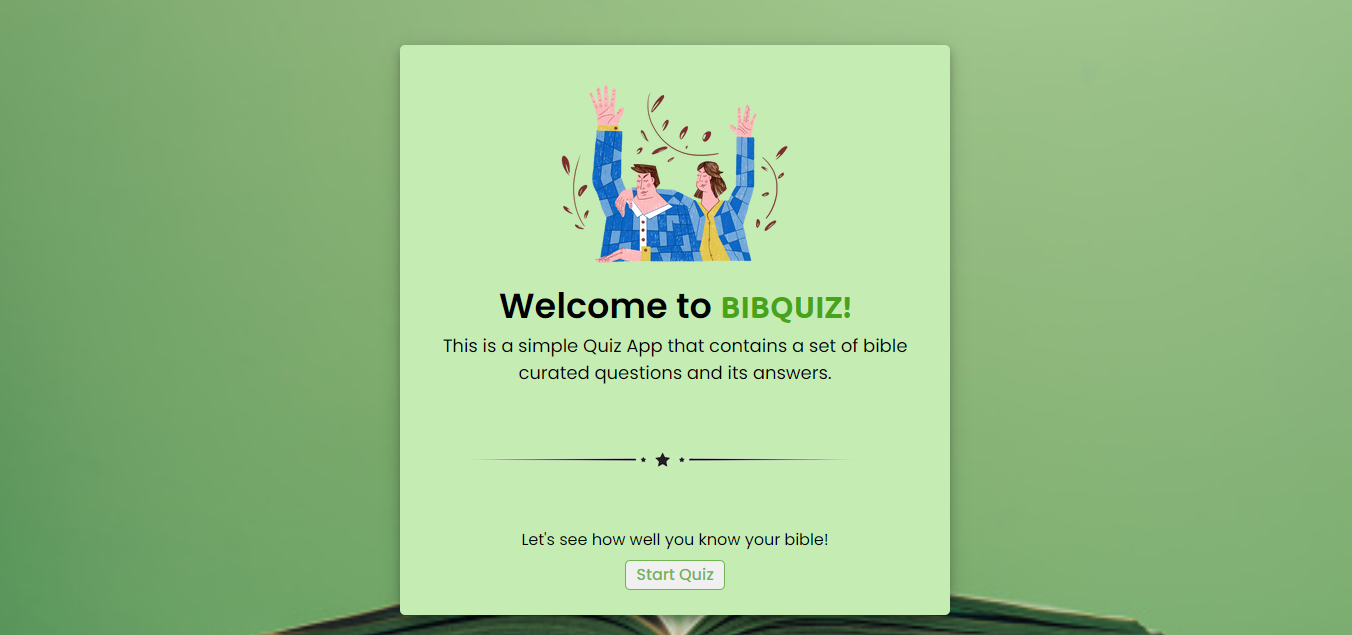 Welcome to BIBQUIZ!
This is a simple Quiz App that contains a set of bible
curated questions and its answers.
Let's see how well you know your bible!
Start Quiz